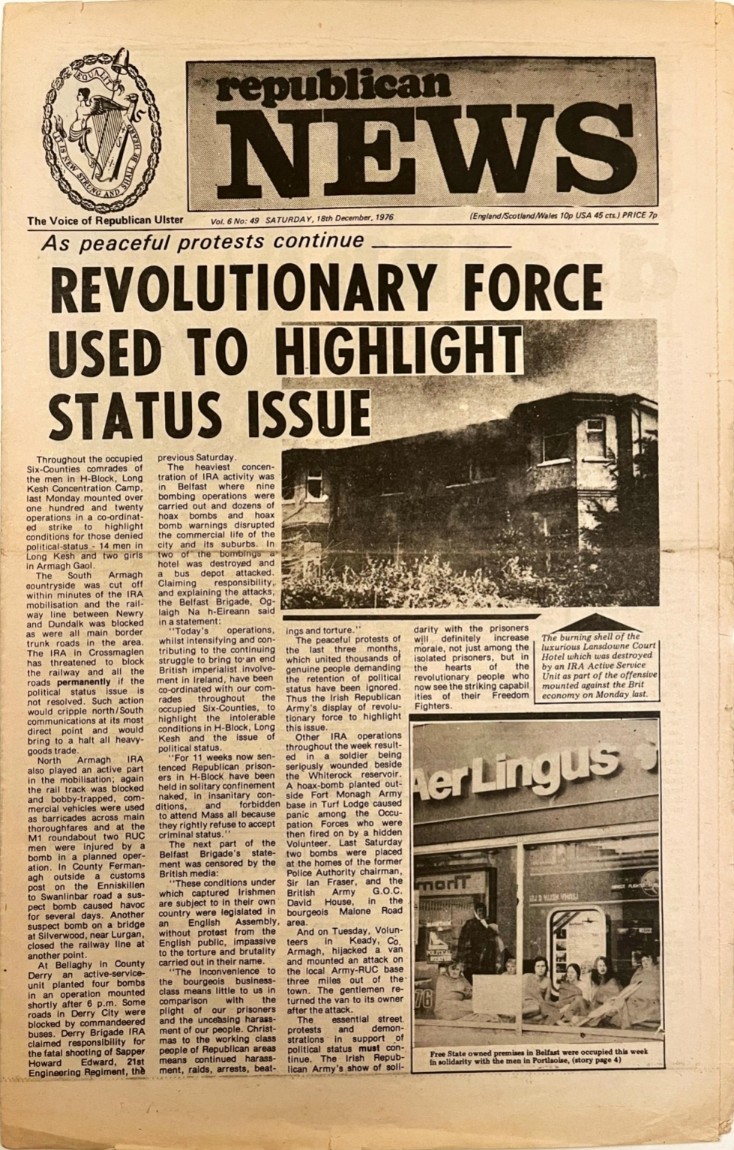 EQUALITY
IT IS NEW STRUNG AND SHALL BE HEARD
republican
NEWS
The Voice of Republican Ulster
Vol. 6 No: 49 SATURDAY, 18th December, 1976
(England/Scotland/Wales 10p USA 45 cts.) PRICE 7p
As peaceful protests continue
REVOLUTIONARY FORCE
USED TO HIGHLIGHT
STATUS ISSUE
Throughout the occupied
Six-Counties comrades of
the men in H-Block, Long
Kesh Concentration Camp,
last Monday mounted over
one hundred and twenty
operations in a co-ordinat-
ed strike to highlight
conditions for those denied
political-status - 14 men in
Long Kesh and two girls
in Armagh Gaol.
The South Armagh
countryside was cut off
within minutes of the IRA
mobilisation and the rail-
way line between Newry
and Dundalk was blocked
as were all main border
trunk roads in the area.
The IRA in Crossmaglen
has threatened to block
the railway and all the
roads permanently if the
political status issue is
not resolved. Such action
would cripple north/South
communications at its most
direct point and would
bring to a halt all heavy-
goods trade.
North Armagh IRA
also played an active part
in the mobilisation; again
the rail track was blocked
and bobby-trapped, com-
mercial vehicles were used
as barricades across main
thoroughfares and at the
M1 roundabout two RUC
men were injured by a
bomb in a planned oper-
ation. In County Ferman-
agh outside a customs
post on the Enniskillen
to Swanlinbar road a sus-
pect bomb caused havoc
for several days. Another
suspect bomb on a bridge
at Silverwood, near Lurgan,
closed the railway line at
another point.
At Bellaghy in County
Derry an active-service-
unit planted four bombs
in an operation mounted
shortly after 6 p.m. Some
roads in Derry City were
blocked by commandeered
buses. Derry Brigade IRA
claimed responsibility for
the fatal shooting of Sapper
Howard Edward, 21st
Engineering Regiment, the
previous Saturday.
The heaviest concen-
tration of IRA activity was
in Belfast where nine
bombing operations were
carried out and dozens of
hoax bombs and hoax
bomb warnings disrupted
the commercial life of the
city and its suburbs. In
two of the bombings a
hotel was destroyed and
a bus depot attacked.
Claiming responsibility,
and explaining the attacks,
the Belfast Brigade, Og-
laigh Na h-Eireann said
in a statement:
"Today's operations,
whilst intensifying and con-
tributing to the continuing
struggle to bring to an end
British imperialist involve-
ment in Ireland, have been
co-ordinated with our com-
rades throughout the
occupied Six-Counties, to
highlight the intolerable
conditions in H-Block, Long
Kesh and the issue of
political status.
"For 11 weeks now sen-
tenced Republican prison-
ers in H-Block have been
held in solitary confinement
naked, in insanitary con-
ditions, and forbidden
to attend Mass all because
they rightly refuse to accept
criminal status."
The next part of the
Belfast Brigade's state-
ment was censored by the
British media:
"These conditions under
which captured Irishmen
are subject to in their own
country were legislated in
an English Assembly,
without protest from the
English public, impassive
to the torture and brutality
carried out in their name.
"The Inconvenience to
the bourgeois business-
class means little to us in
comparison with the
plight of our prisoners
and the unceasing harass-
ment of our people. Christ-
mas to the working class
people of Republican areas
means continued harass-
ment, raids, arrests, beat-
ings and torture."
The peaceful protests of
the last three months,
which united thousands of
genuine people demanding
the retention of political
status have been ignored.
Thus the Irish Republican
Army's display of revolu-
tionary force to highlight
this issue.
Other IRA operations
throughout the week result-
ed in a soldier being
seriously wounded beside
the Whiterock reservoir.
A hoax-bomb planted out-
side Fort Monagh Army
base in Turf Lodge caused
panic among the Occu-
pation Forces who were
then fired on by a hidden
Volunteer. Last Saturday
two bombs were placed
at the homes of the former
Police Authority chairman,
Sir Ian Fraser, and the
British Army G.O.C.
David House, in the
bourgeois Malone Road
area.
And on Tuesday, Volun-
teers in Keady, Co.
Armagh, hijacked a van
and mounted an attack on
the local Army-RUC base
three miles out of the
town. The gentlemen re-
turned the van to its owner
after the attack.
The essential street
protests and demon-
strations in support of
political status must con-
tinue. The Irish Repub-
lican Army's show of soli-
darity with the prisoners
will definitely increase
morale, not just among the
isolated prisoners, but in
the hearts of the
revolutionary people who
now see the striking capabil
ities of their Freedom
Fighters.
The burning shell of the
luxurious Lansdowne Court
Hotel which was destroyed
by an IRA Active Service
Unit as part of the offensive
mounted against the Brit
economy on Monday last.
AerLingus
76
Free State owned premises in Belfast were occupied this week
in solidarity with the men in Portlaoise, (story page 4)